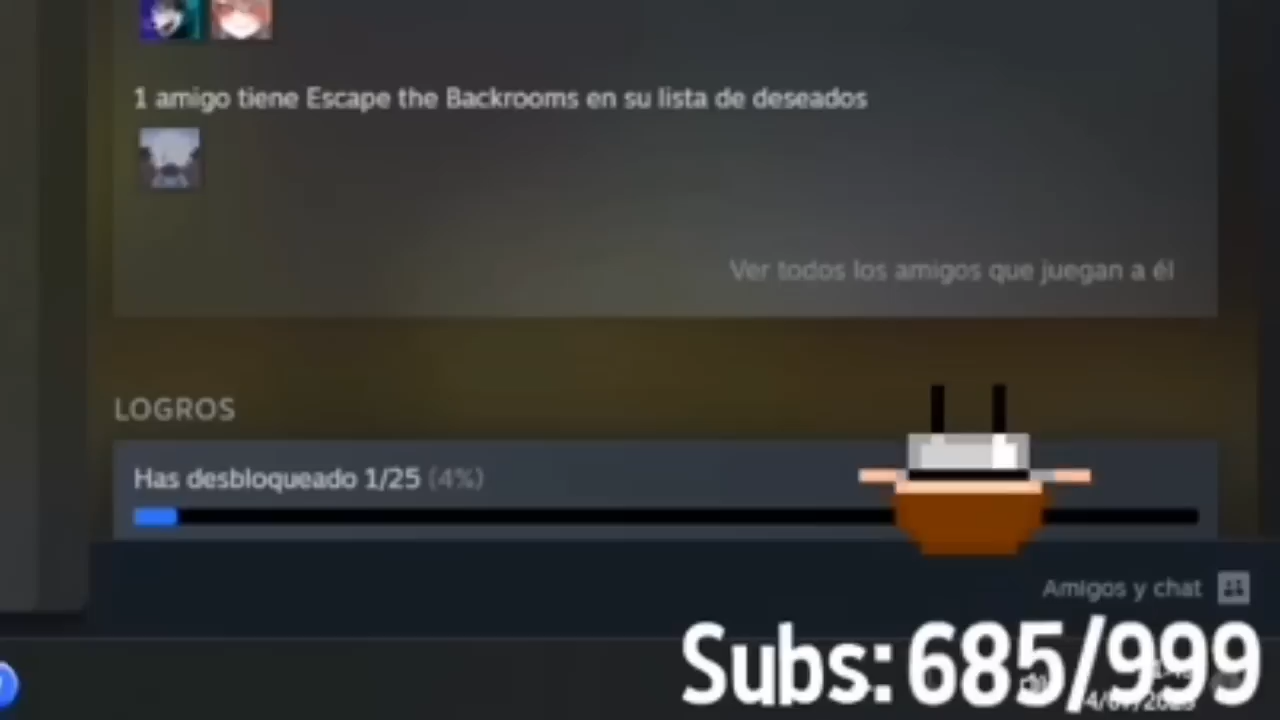 1 amigo tiene Escape the Backrooms en su lista de deseados
Ver todos los amigos que juegan a él
LOGROS
Has desbloqueado 1/25 (4%)
Amigos y chat
Subs: 685/999